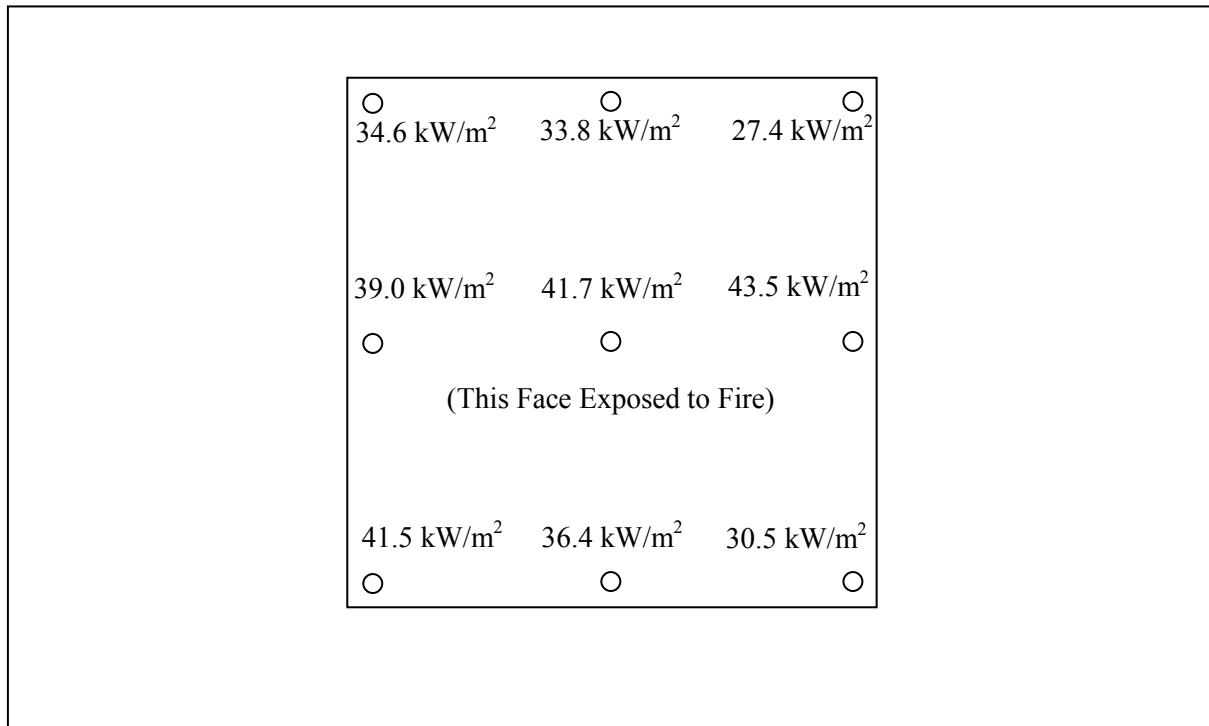 34.6 kW/m² 33.8 kW/m² 27.4 kW/m²
39.0 kW/m² 41.7 kW/m² 43.5 kW/m²
(This Face Exposed to Fire)
41.5 kW/m² 36.4 kW/m² 30.5 kW/m²